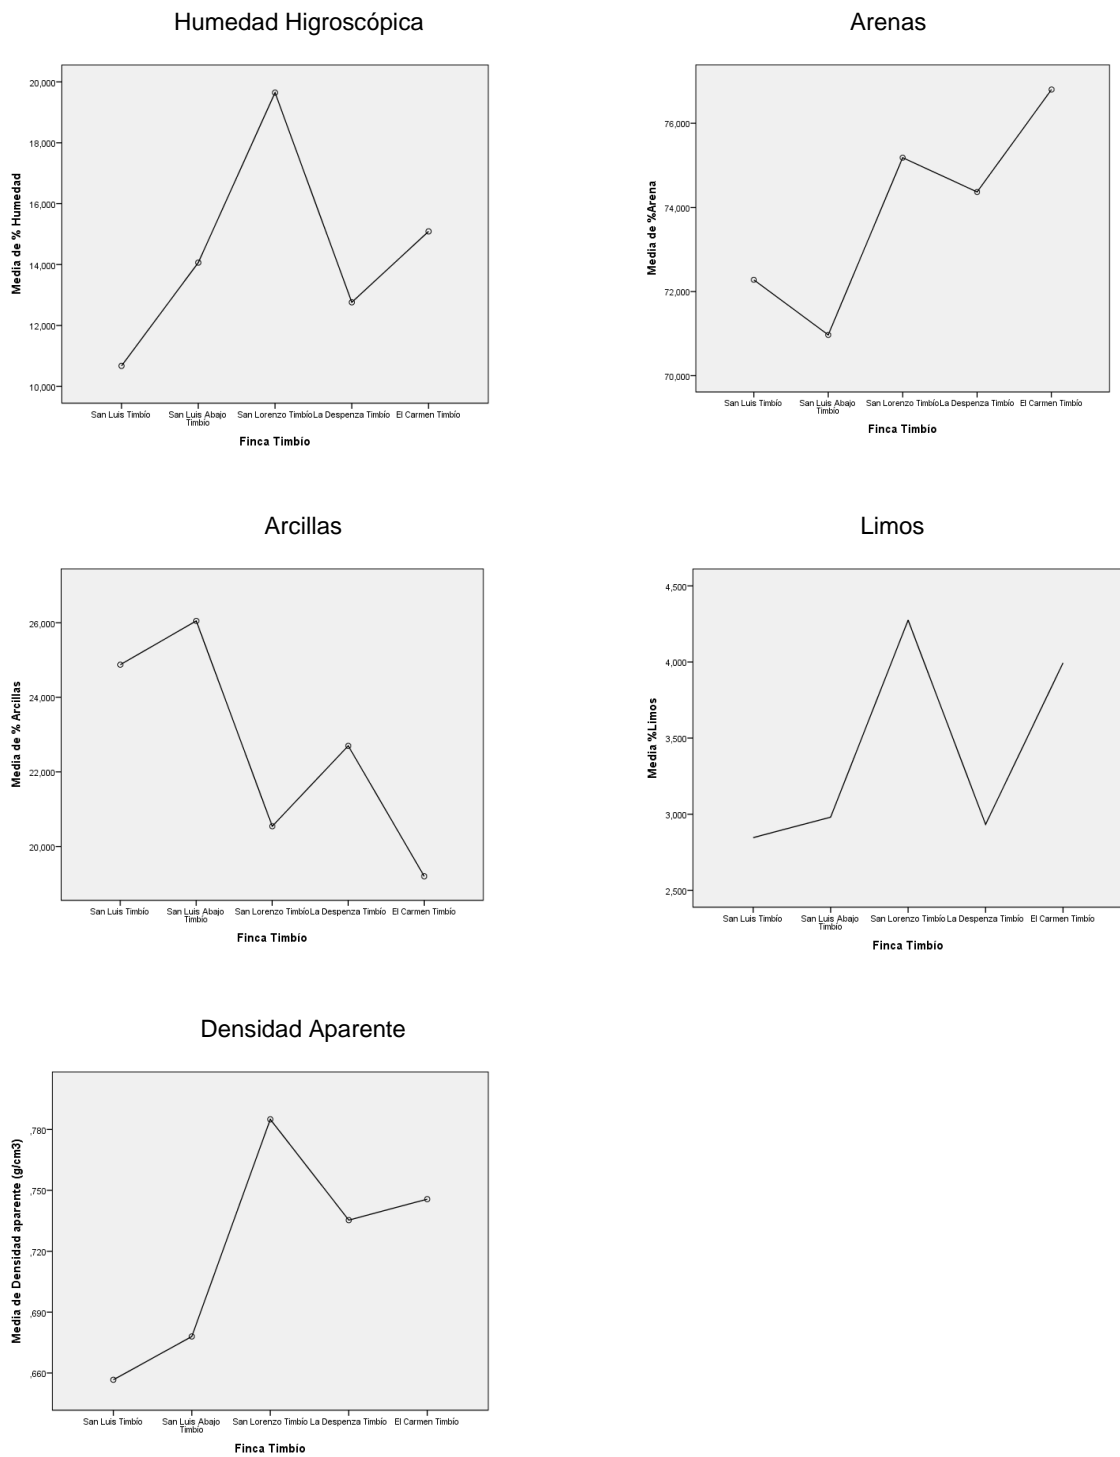 Humedad Higroscópica
Media de % Humedad
20,000
18,000
16,000
14,000
12,000
10,000
San Luis Timbío
San Luis Abajo
Timbío
San Lorenzo Timbío
La Despenza Timbío
El Carmen Timbío
Finca Timbío
Arenas
Media de %Arena
76,000
74,000
72,000
70,000
San Luis Timbío
San Luis Abajo
Timbío
San Lorenzo Timbío
La Despenza Timbío
El Carmen Timbío
Finca Timbío
Arcillas
Media de % Arcillas
26,000
24,000
22,000
20,000
San Luis Timbío
San Luis Abajo
Timbío
San Lorenzo Timbío
La Despenza Timbío
El Carmen Timbío
Finca Timbío
Limos
Media %Limos
4,500
4,000
3,500
3,000
2,500
San Luis Timbío
San Luis Abajo
Timbío
San Lorenzo Timbío
La Despenza Timbío
El Carmen Timbío
Finca Timbío
Densidad Aparente
Media de Densidad aparente (g/cm3)
,780
,750
,720
,690
,660
San Luis Timbío
San Luis Abajo
Timbío
San Lorenzo Timbío
La Despenza Timbío
El Carmen Timbío
Finca Timbío